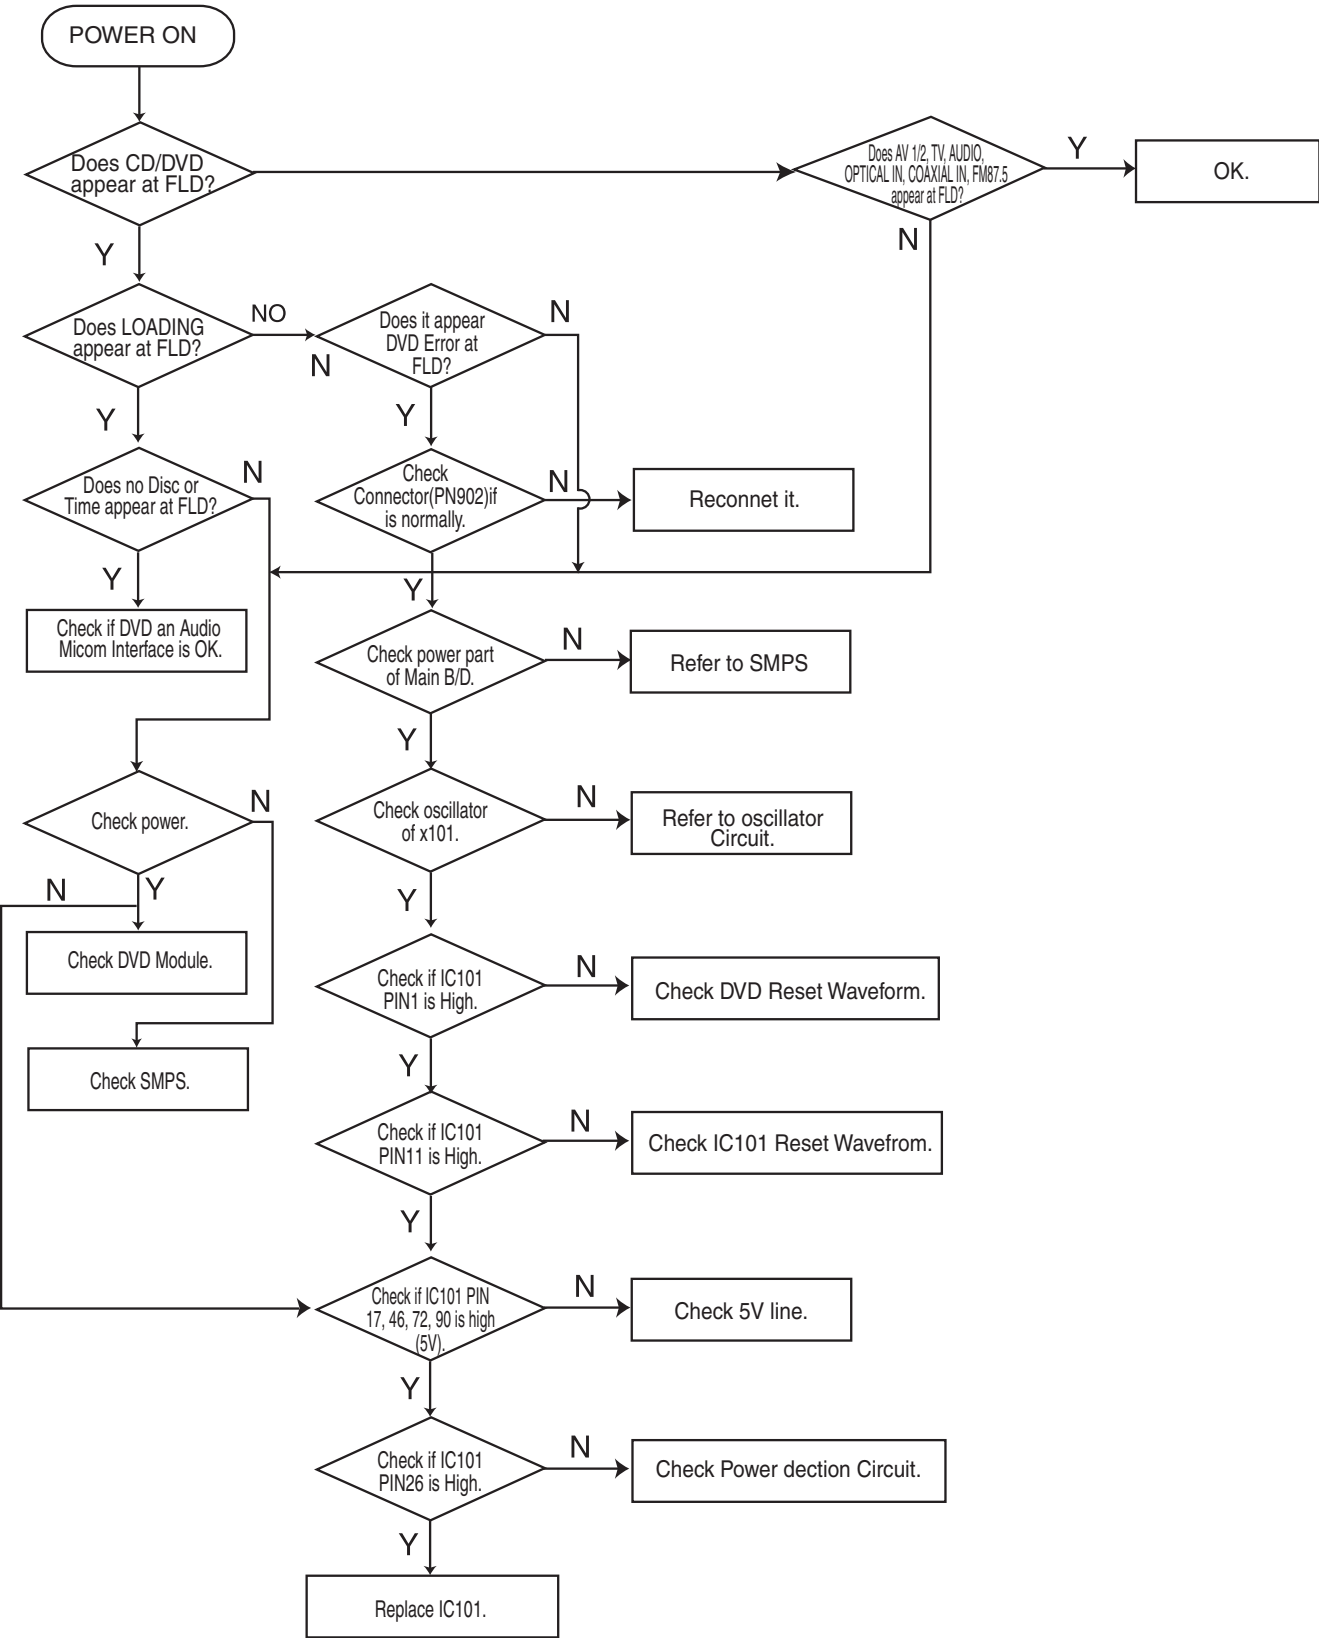 POWER ON
Does CD/DVD
appear at FLD?
Does AV 1/2, TV, AUDIO,
OPTICAL IN, COAXIAL IN, FM87.5
appear at FLD?
Y
OK.
N
Y
Does LOADING
appear at FLD?
NO
N
Does it appear
DVD Error at
FLD?
N
Y
Y
Does no Disc or
Time appear at FLD?
N
Check
Connector(PN902)if
is normally.
N
Reconnet it.
Y
Y
Check if DVD an Audio
Micom Interface is OK.
Check power part
of Main B/D.
N
Refer to SMPS
Y
Check power.
N
Check oscillator
of x101.
N
Refer to oscillator
Circuit.
N
Y
Y
Check DVD Module.
Check if IC101
PIN1 is High.
N
Check DVD Reset Waveform.
Check SMPS.
Y
Check if IC101
PIN11 is High.
N
Check IC101 Reset Wavefrom.
Y
Check if IC101 PIN
17, 46, 72, 90 is high
(5V).
N
Check 5V line.
Y
Check if IC101
PIN26 is High.
N
Check Power dection Circuit.
Y
Replace IC101.